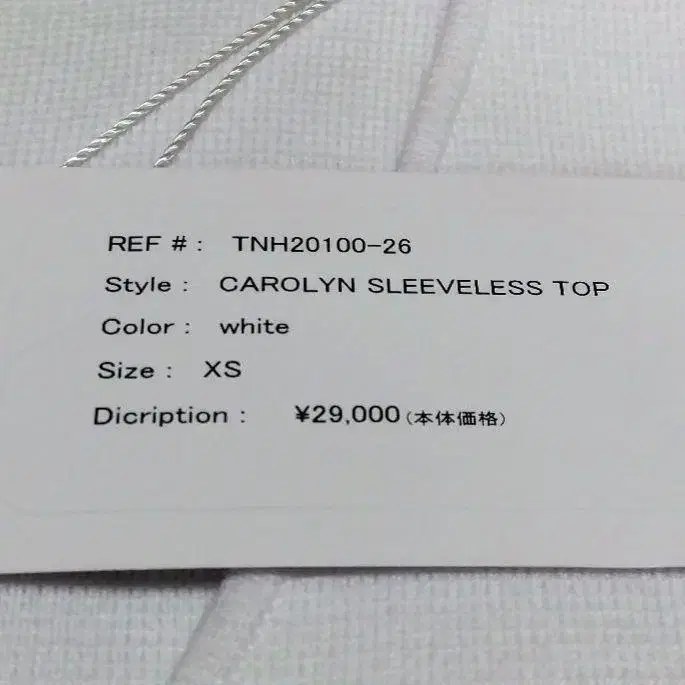 REF #： TNH20100-26
Style： CAROLYN SLEEVELESS TOP
Color： white
Size： XS
Dicription： ¥29,000（本体価格）